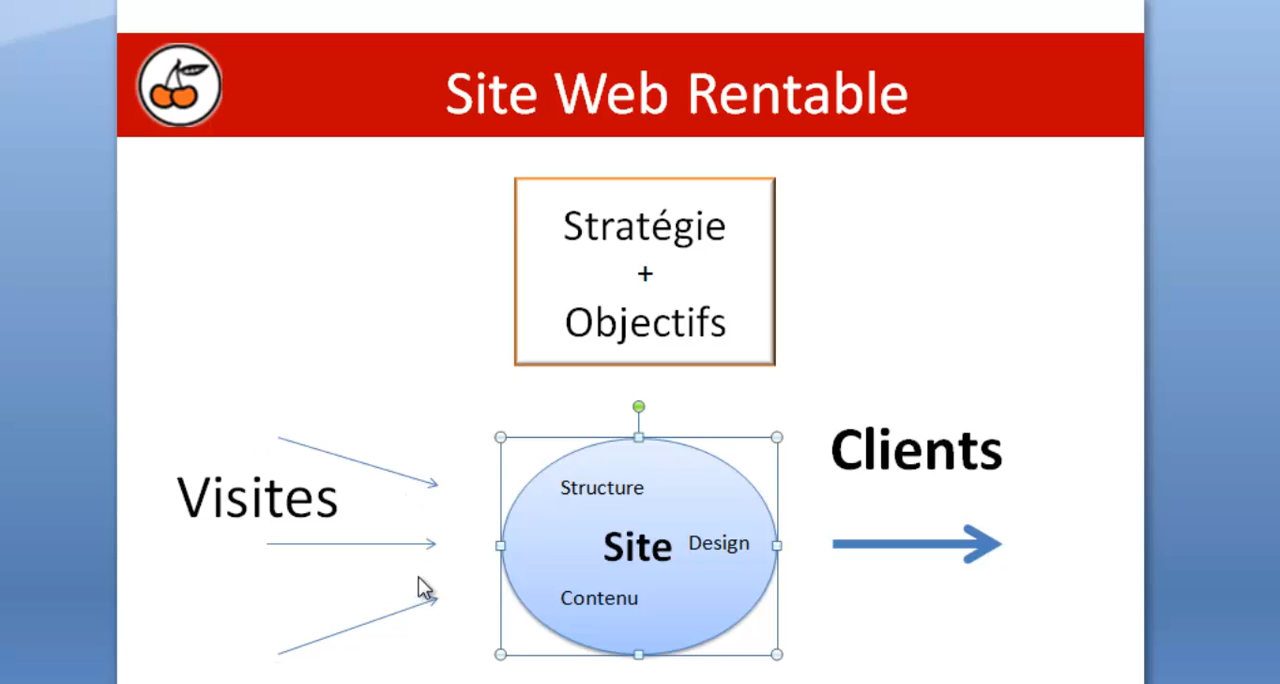 Site Web Rentable
Stratégie
+
Objectifs
Clients
Visites
Structure
Site
Design
Contenu